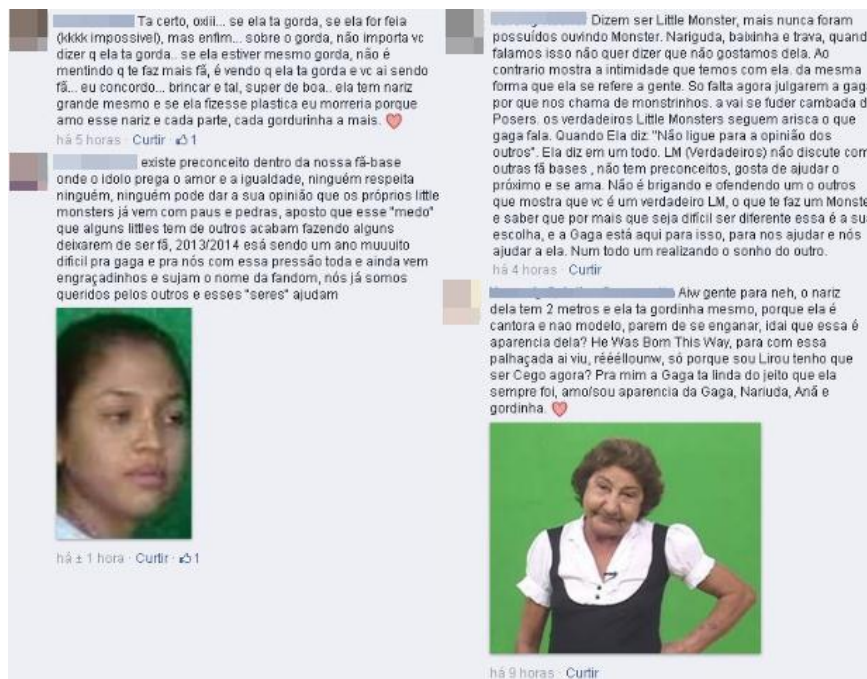 Ta certo, oxiii... se ela ta gorda, se ela for feia
(kkkk impossivel), mas enfim... sobre o gorda, não importa vc
dizer q ela ta gorda.. se ela estiver mesmo gorda, não é
mentindo q te faz mais fã, é vendo q ela ta gorda e vc ai sendo
fã... eu concordo... brincar e tal, super de boa.. ela tem nariz
grande mesmo e se ela fizesse plastica eu morreria porque
amo esse nariz e cada parte, cada gordurinha a mais.
há 5 horas · Curtir · 1
existe preconceito dentro da nossa fã-base
onde o idolo prega o amor e a igualdade, ninguém respeita
ninguém, ninguém pode dar a sua opinião que os próprios little
monsters já vem com paus e pedras, aposto que esse "medo"
que alguns littles tem de outros acabam fazendo alguns
deixarem de ser fã, 2013/2014 esá sendo um ano muuuito
dificil pra gaga e pra nós com essa pressão toda e ainda vem
engraçadinhos e sujam o nome da fandom, nós já somos
queridos pelos outros e esses "seres" ajudam
há ± 1 hora · Curtir · 1
Dizem ser Little Monster, mais nunca foram
possuídos ouvindo Monster. Nariguda, baixinha e trava, quand
falamos isso não quer dizer que não gostamos dela. Ao
contrario mostra a intimidade que temos com ela. da mesma
forma que ela se refere a gente. So falta agora julgarem a gaga
por que nos chama de monstrinhos. a vai se fuder cambada d
Posers. os verdadeiros Little Monsters seguem arisca o que
gaga fala. Quando Ela diz: "Não ligue para a opinião dos
outros". Ela diz em um todo. LM (Verdadeiros) não discute com
outras fã bases , não tem preconceitos, gosta de ajudar o
próximo e se ama. Não é brigando e ofendendo um o outros
que mostra que vc é um verdadeiro LM, o que te faz um Monste
e saber que por mais que seja difícil ser diferente essa é a sua
escolha, e a Gaga está aqui para isso, para nos ajudar e nós
ajudar a ela. Num todo um realizando o sonho do outro.
há 4 horas · Curtir
Aiw gente para neh, o nariz
dela tem 2 metros e ela ta gordinha mesmo, porque ela é
cantora e nao modelo, parem de se enganar, idai que essa é
aparencia dela? He Was Born This Way, para com essa
palhaçada ai viu, réééllounw, só porque sou Lirou tenho que
ser Cego agora? Pra mim a Gaga ta linda do jeito que ela
sempre foi, amo/sou aparencia da Gaga, Nariuda, Anã e
gordinha.
há 9 horas · Curtir